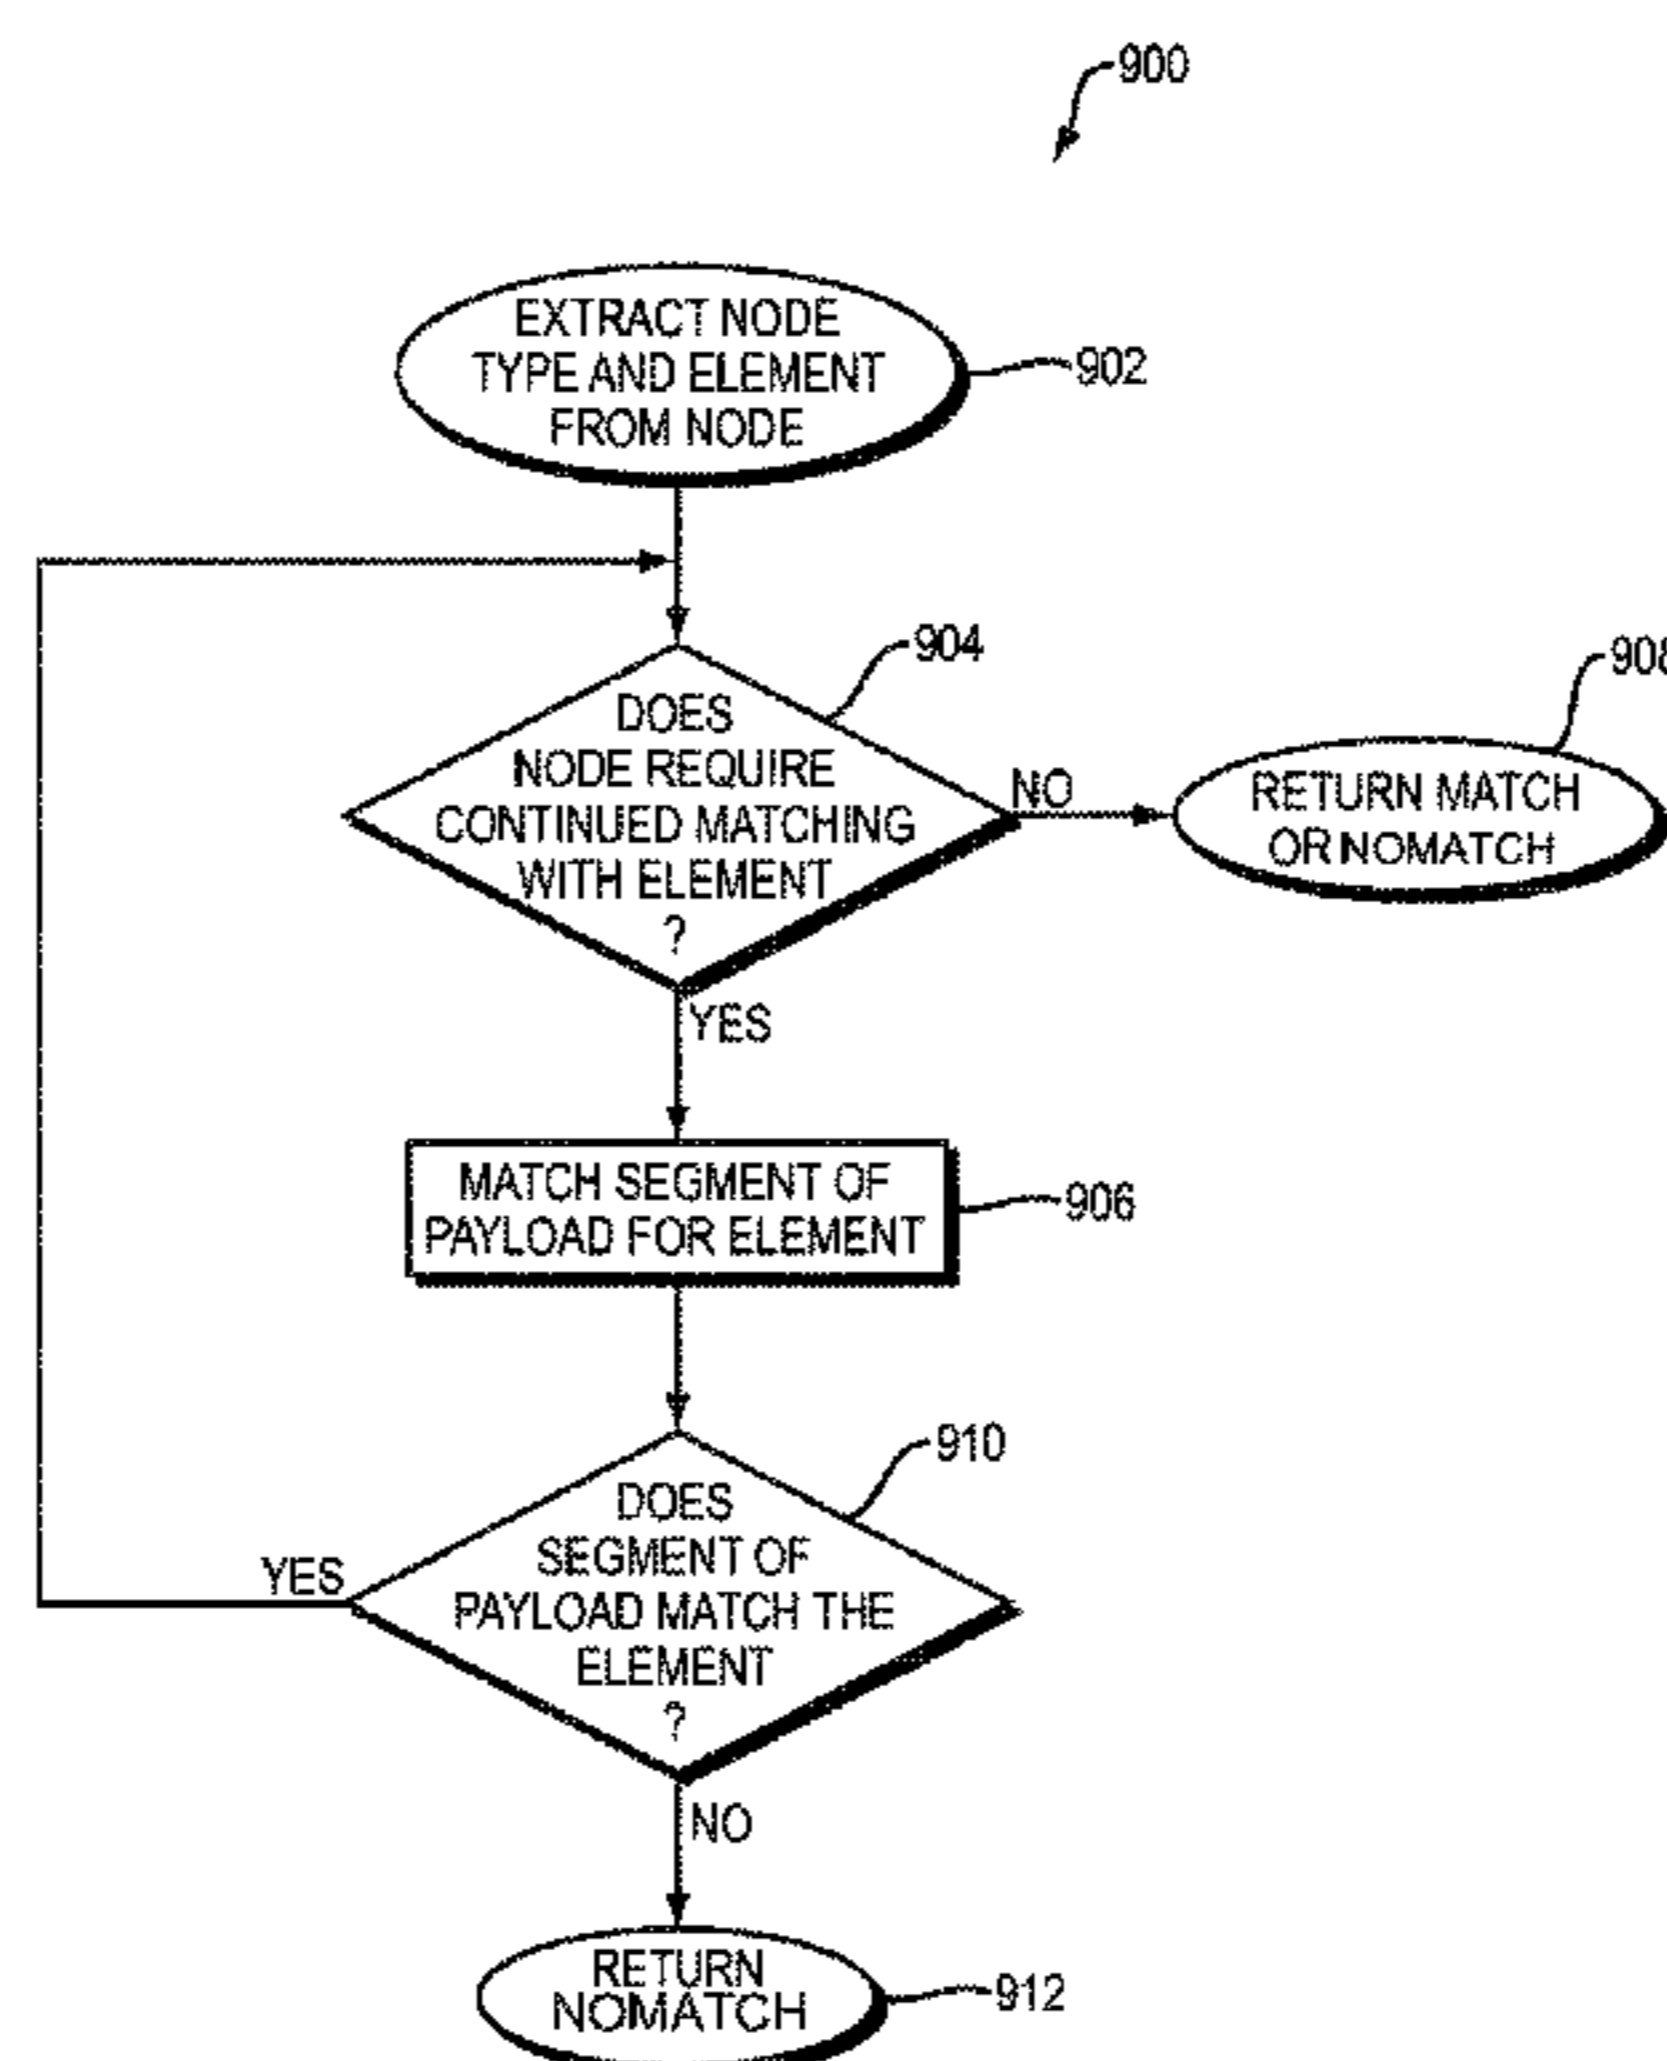 900
EXTRACT NODE
TYPE AND ELEMENT
FROM NODE
902
904
DOES
NODE REQUIRE
CONTINUED MATCHING
WITH ELEMENT
?
NO
908
RETURN MATCH
OR NOMATCH
YES
MATCH SEGMENT OF
PAYLOAD FOR ELEMENT
906
910
DOES
SEGMENT OF
PAYLOAD MATCH THE
ELEMENT
?
YES
NO
RETURN
NOMATCH
912